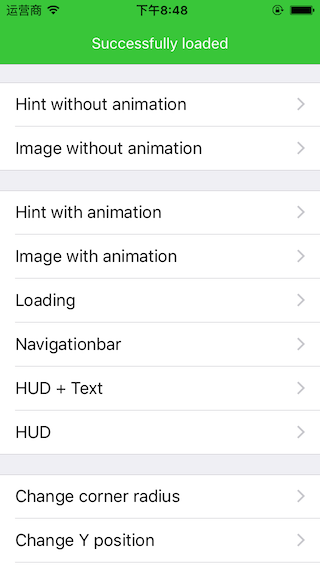 运营商 下午8:48
Successfully loaded
Hint without animation
Image without animation
Hint with animation
Image with animation
Loading
Navigationbar
HUD + Text
HUD
Change corner radius
Change Y position